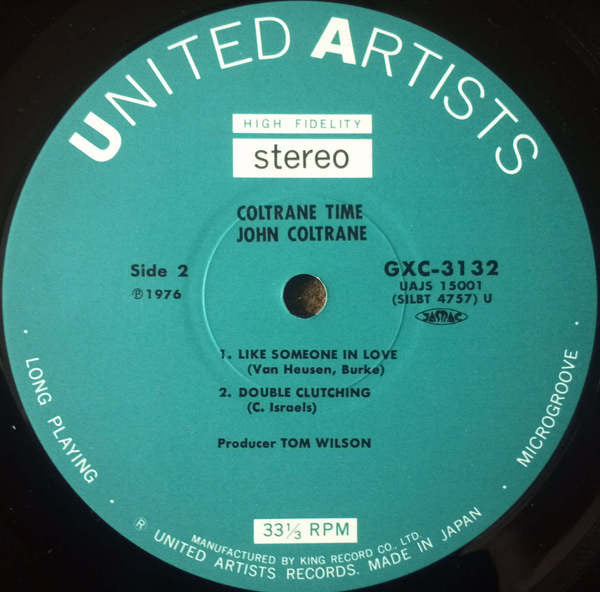 UNITED ARTISTS
HIGH FIDELITY
stereo
COLTRANE TIME
JOHN COLTRANE
Side 2
℗1976
GXC-3132
UAJS 15001
(SILBT 4757) U
JASRAC
1. LIKE SOMEONE IN LOVE
(Van Heusen, Burke)
2. DOUBLE CLUTCHING
(C. Israels)
Producer TOM WILSON
· LONG PLAYING ·
· MICROGROOVE ·
33⅓ RPM
MANUFACTURED BY KING RECORD CO., LTD.
® UNITED ARTISTS RECORDS. MADE IN JAPAN